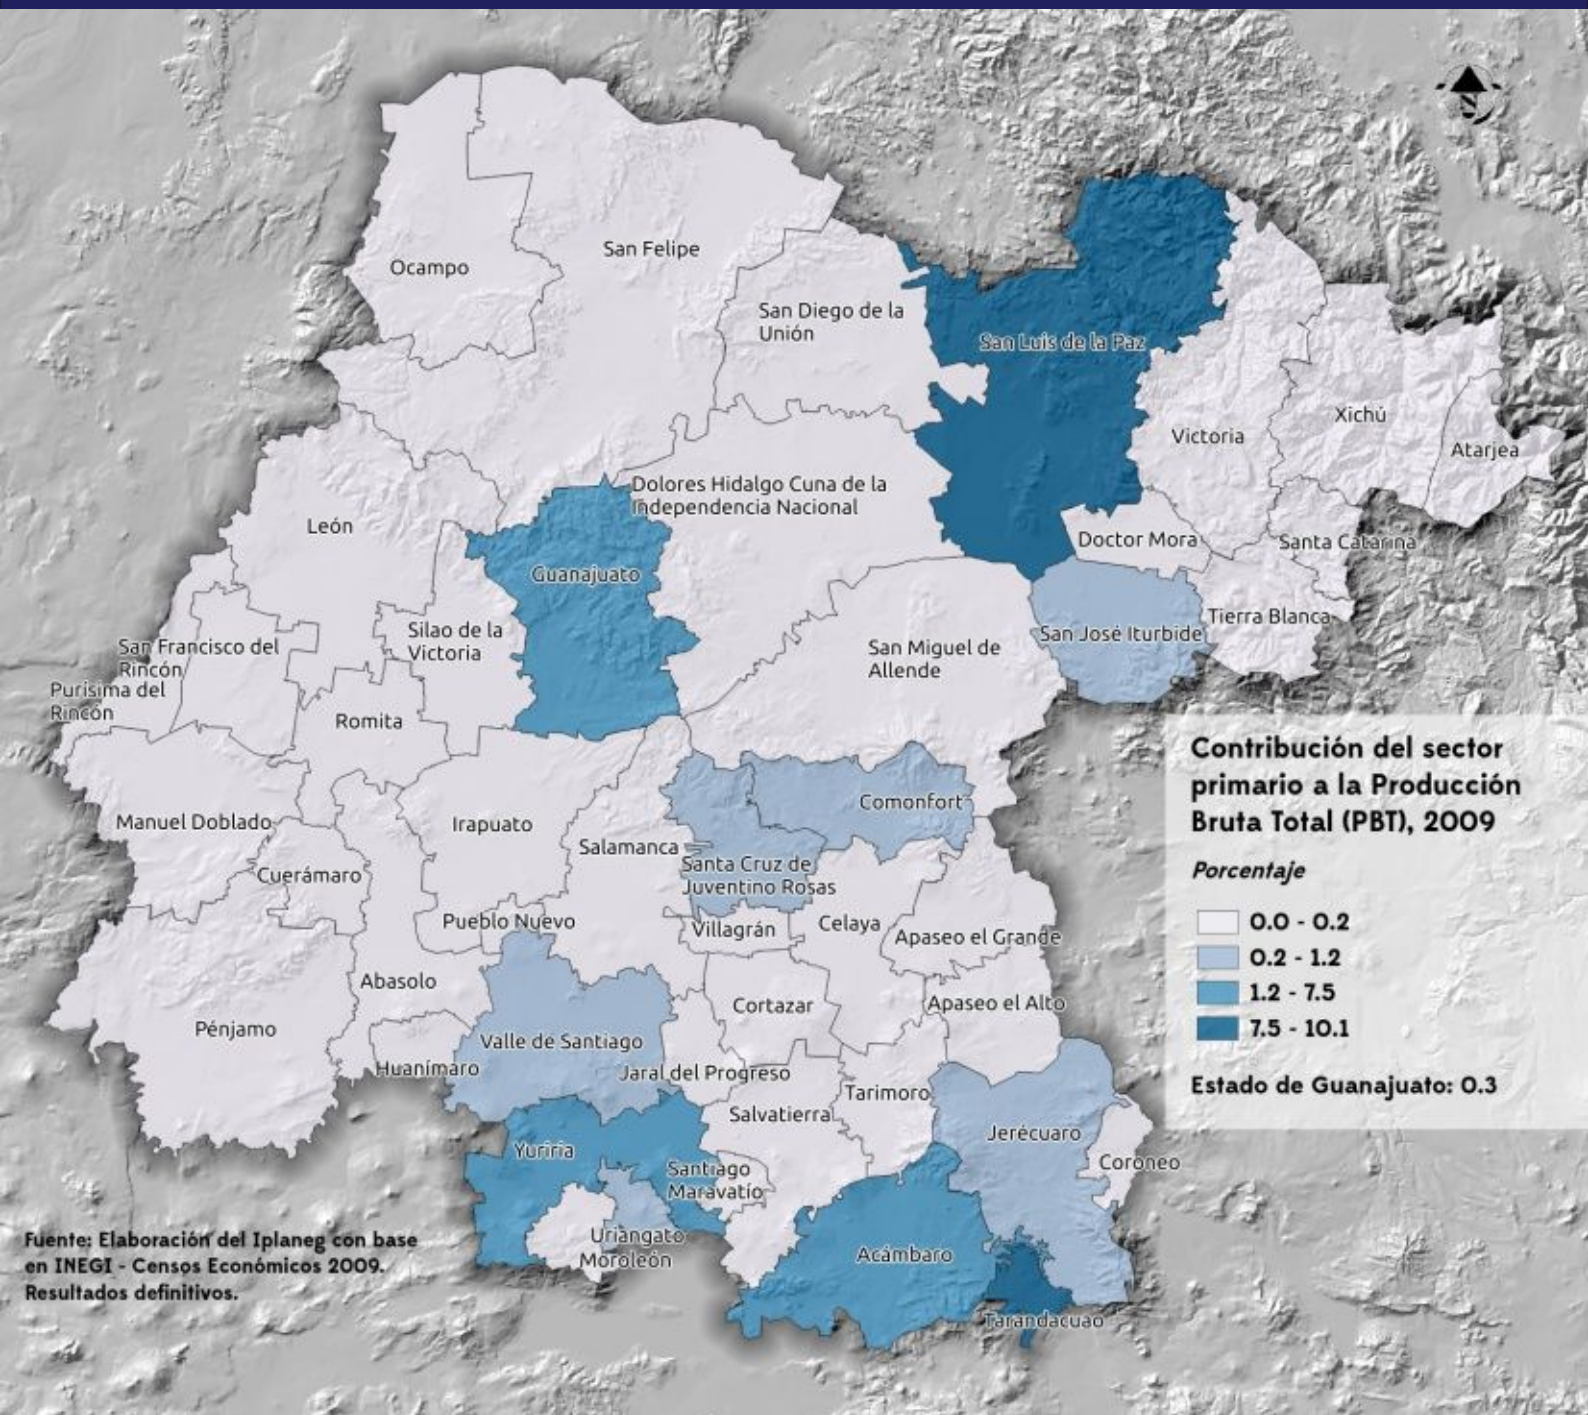 Ocampo
San Felipe
San Diego de la
Unión
San Luis de la Paz
Xichú
Victoria
Atarjea
Dolores Hidalgo Cuna de la
Independencia Nacional
León
Doctor Mora
Santa Catarina
Guanajuato
Tierra Blanca
San José Iturbide
Silao de la
Victoria
San Miguel de
Allende
San Francisco del
Rincón
Purísima del
Rincón
Romita
Manuel Doblado
Irapuato
Comonfort
Salamanca
Cuerámaro
Santa Cruz de
Juventino Rosas
Pueblo Nuevo
Villagrán
Celaya
Apaseo el Grande
Abasolo
Cortazar
Apaseo el Alto
Pénjamo
Valle de Santiago
Huanímaro
Jaral del Progreso
Tarimoro
Salvatierra
Jerécuaro
Yuriria
Coroneo
Santiago
Maravatío
Uriangato
Moroleón
Acámbaro
Tarandacuao
Contribución del sector
primario a la Producción
Bruta Total (PBT), 2009
Porcentaje
0.0 - 0.2
0.2 - 1.2
1.2 - 7.5
7.5 - 10.1
Estado de Guanajuato: 0.3
Fuente: Elaboración del Iplaneg con base
en INEGI - Censos Económicos 2009.
Resultados definitivos.